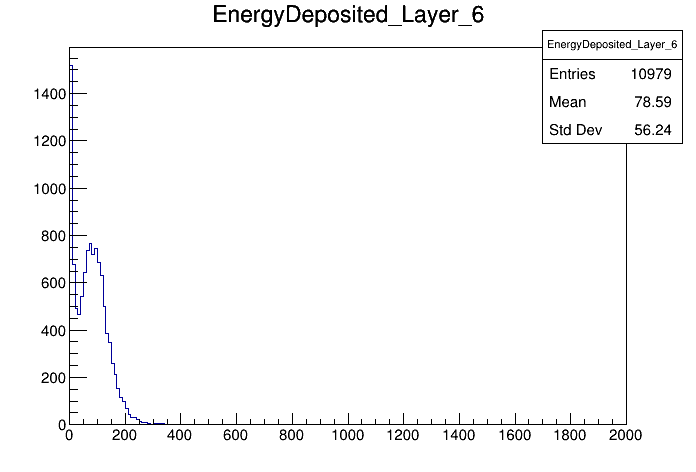 EnergyDeposited_Layer_6
EnergyDeposited_Layer_6
Entries 10979
Mean 78.59
Std Dev 56.24
1400
1200
1000
800
600
400
200
0
0 200 400 600 800 1000 1200 1400 1600 1800 2000